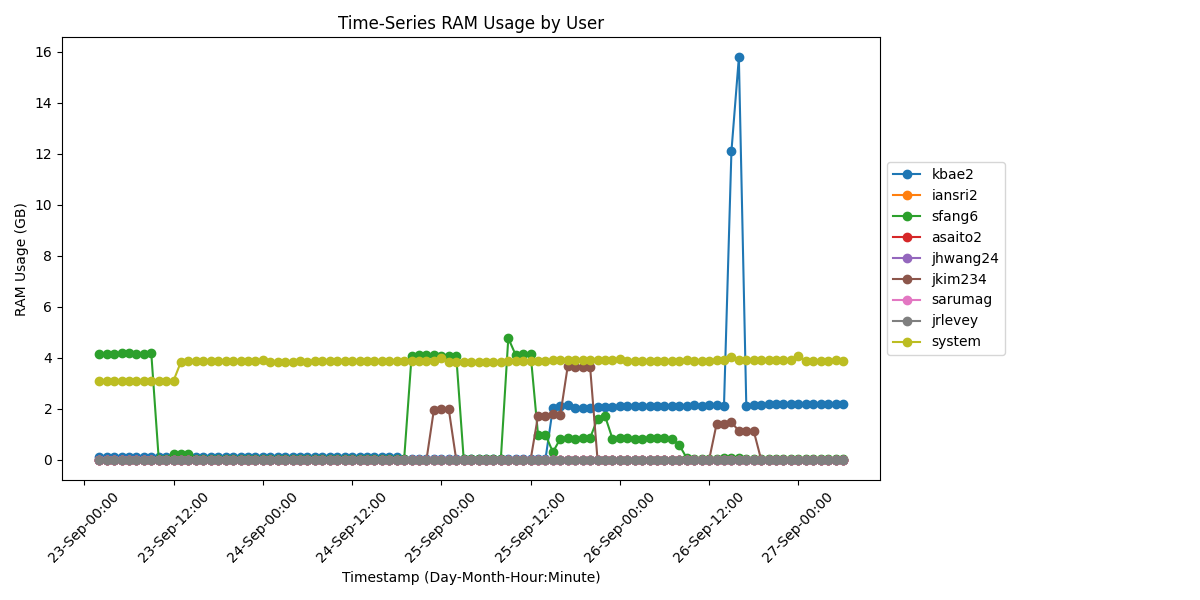 Time-Series RAM Usage by User
16
14
12
10
8
6
4
2
0
RAM Usage (GB)
23-Sep-00:00
23-Sep-12:00
24-Sep-00:00
24-Sep-12:00
25-Sep-00:00
25-Sep-12:00
26-Sep-00:00
26-Sep-12:00
27-Sep-00:00
Timestamp (Day-Month-Hour:Minute)
kbae2
iansri2
sfang6
asaito2
jhwang24
jkim234
sarumag
jrlevey
system